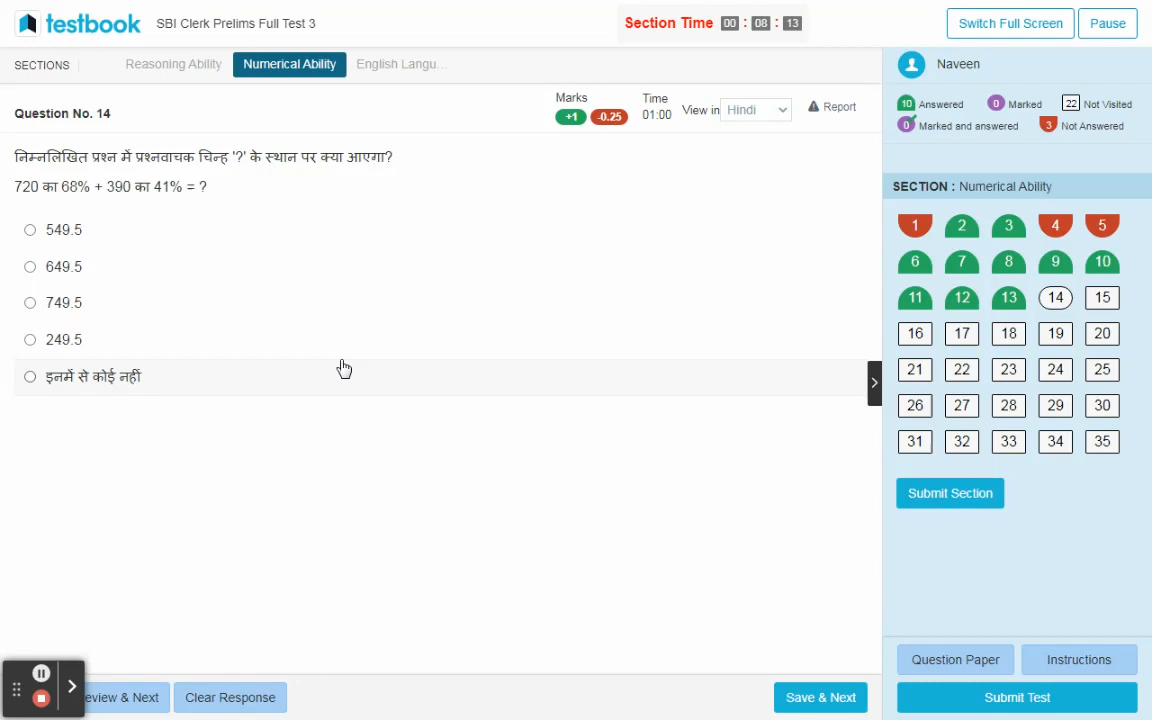 testbook SBI Clerk Prelims Full Test 3 Section Time 00 : 08 : 13 Switch Full Screen Pause
SECTIONS Reasoning Ability Numerical Ability English Langu... Naveen
Question No. 14 Marks +1 -0.25 Time 01:00 View in Hindi Report
10 Answered 0 Marked 22 Not Visited
0 Marked and answered 3 Not Answered
निम्नलिखित प्रश्न में प्रश्नवाचक चिन्ह '?' के स्थान पर क्या आएगा?
720 का 68% + 390 का 41% = ?
549.5
649.5
749.5
249.5
इनमें से कोई नहीं
SECTION : Numerical Ability
1 2 3 4 5
6 7 8 9 10
11 12 13 14 15
16 17 18 19 20
21 22 23 24 25
26 27 28 29 30
31 32 33 34 35
Submit Section
Question Paper Instructions
eview & Next Clear Response Save & Next Submit Test